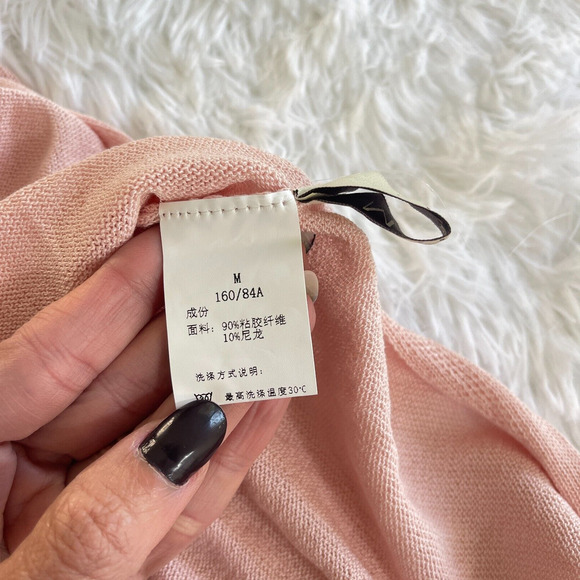 M
160/84A
成份
面料: 90%粘胶纤维
10%尼龙
洗涤方式说明:
最高洗涤温度30℃